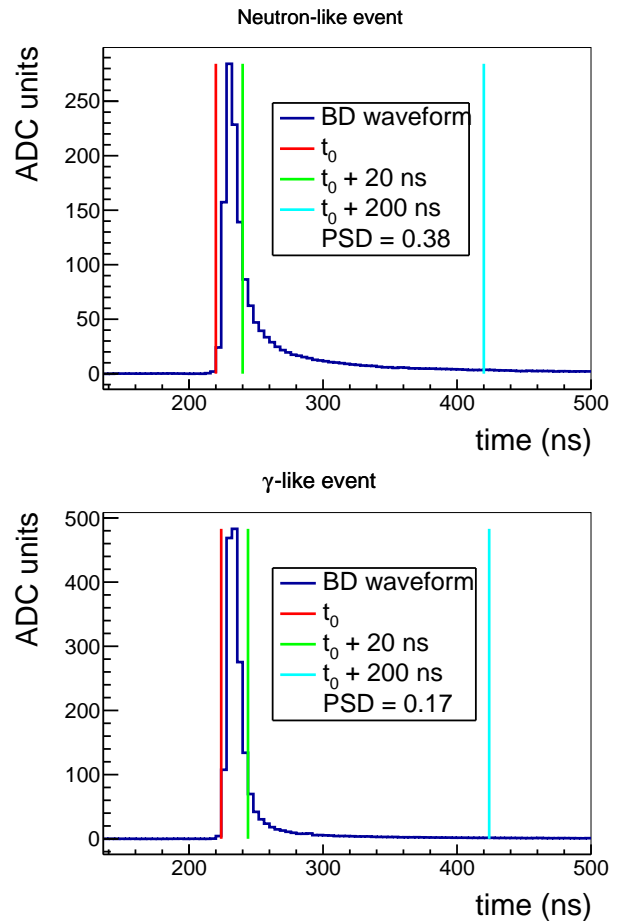 Neutron-like event
ADC units
250
200
150
100
50
0
BD waveform
t₀
t₀ + 20 ns
t₀ + 200 ns
PSD = 0.38
200 300 400 500
time (ns)
γ-like event
ADC units
500
400
300
200
100
0
BD waveform
t₀
t₀ + 20 ns
t₀ + 200 ns
PSD = 0.17
200 300 400 500
time (ns)